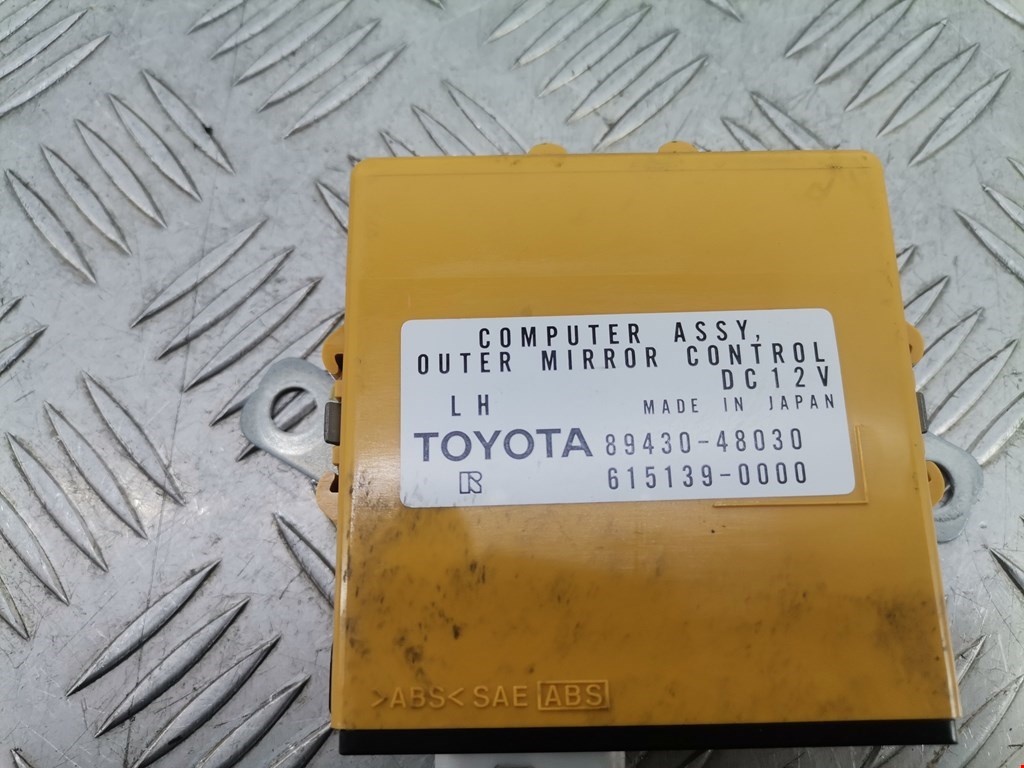 COMPUTER ASSY,
OUTER MIRROR CONTROL
DC12V
LH MADE IN JAPAN
TOYOTA 89430-48030
R 615139-0000
>ABS< SAE ABS